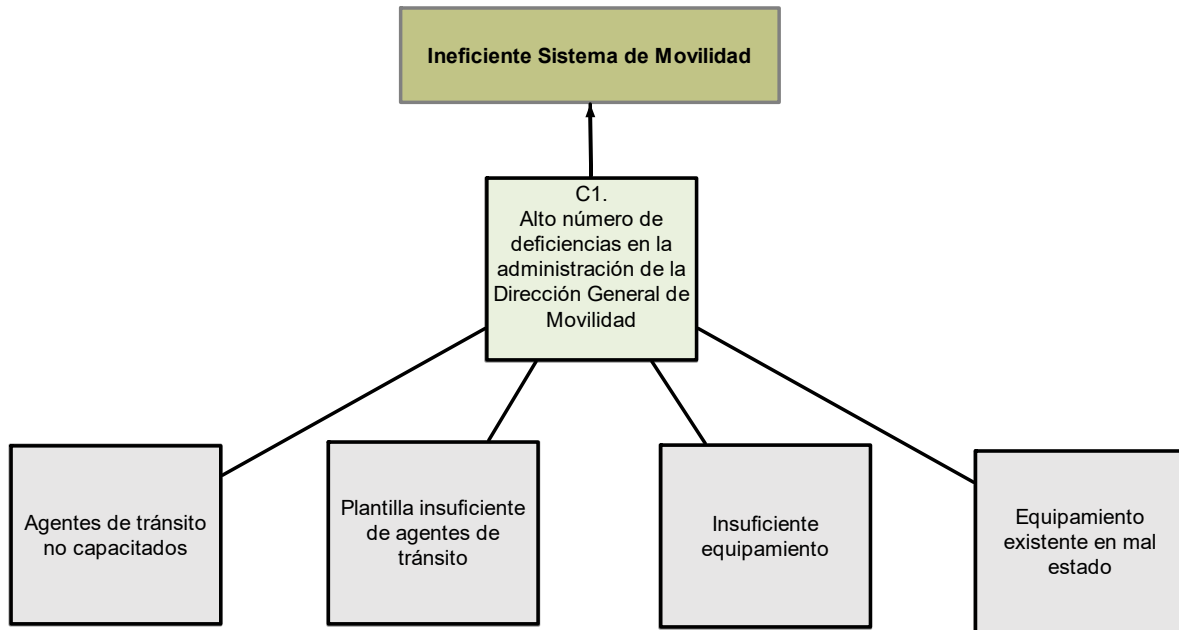 Ineficiente Sistema de Movilidad
C1.
Alto número de
deficiencias en la
administración de la
Dirección General de
Movilidad
Agentes de tránsito
no capacitados
Plantilla insuficiente
de agentes de
tránsito
Insuficiente
equipamiento
Equipamiento
existente en mal
estado